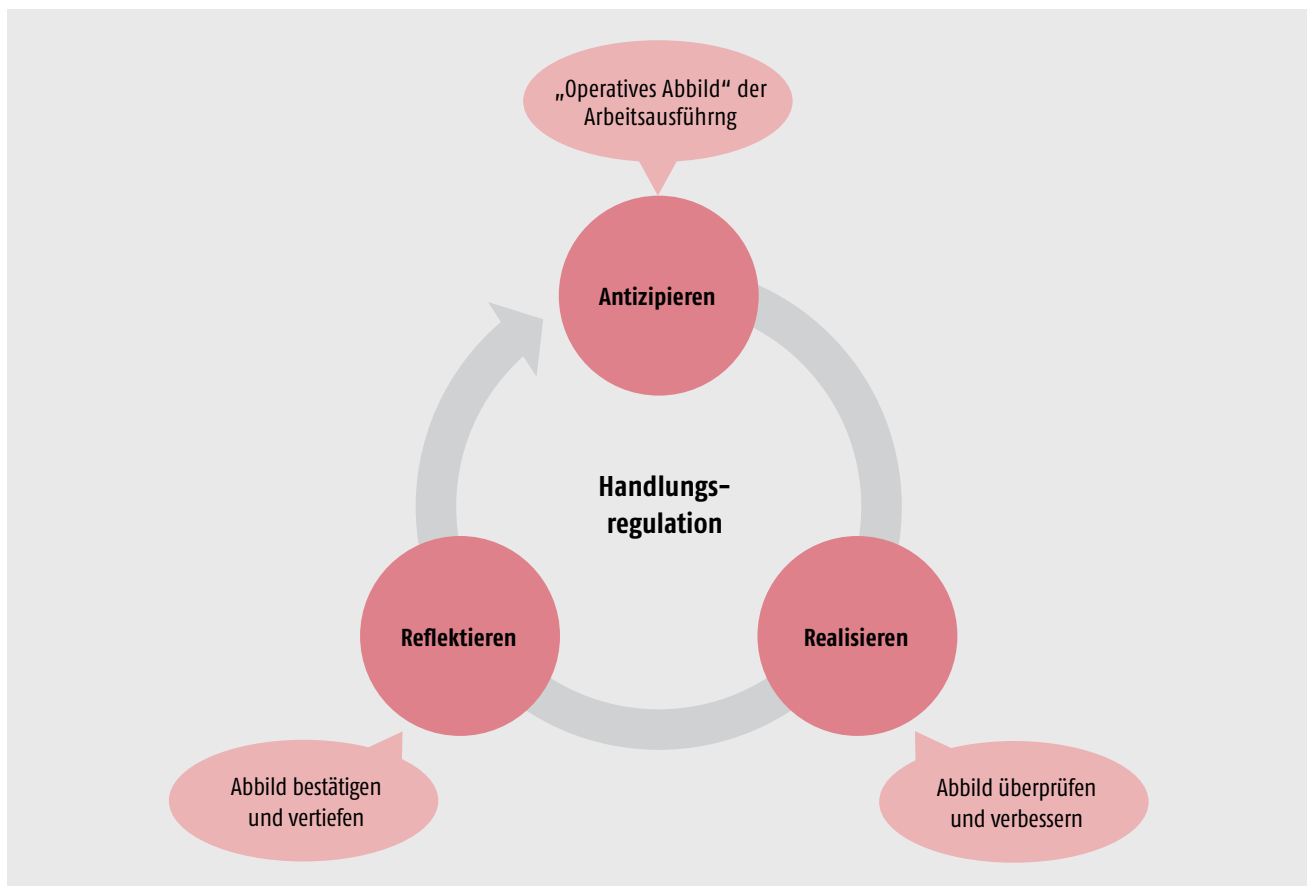 „Operatives Abbild“ der
Arbeitsausführng
Antizipieren
Handlungs-
regulation
Reflektieren
Realisieren
Abbild bestätigen
und vertiefen
Abbild überprüfen
und verbessern